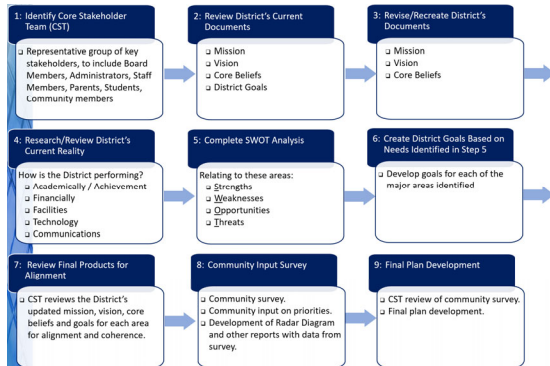 1: Identify Core Stakeholder
Team (CST)
❑ Representative group of key
stakeholders, to include Board
Members, Administrators, Staff
Members, Parents, Students,
Community members
2: Review District's Current
Documents
❑ Mission
❑ Vision
❑ Core Beliefs
❑ District Goals
3: Revise/Recreate District's
Documents
❑ Mission
❑ Vision
❑ Core Beliefs
4: Research/Review District's
Current Reality
How is the District performing?
❑ Academically / Achievement
❑ Financially
❑ Facilities
❑ Technology
❑ Communications
5: Complete SWOT Analysis
Relating to these areas:
❑ Strengths
❑ Weaknesses
❑ Opportunities
❑ Threats
6: Create District Goals Based on
Needs Identified in Step 5
❑ Develop goals for each of the
major areas identified
7: Review Final Products for
Alignment
❑ CST reviews the District's
updated mission, vision, core
beliefs and goals for each area
for alignment and coherence.
8: Community Input Survey
❑ Community survey.
❑ Community input on priorities.
❑ Development of Radar Diagram
and other reports with data from
survey.
9: Final Plan Development
❑ CST review of community survey.
❑ Final plan development.